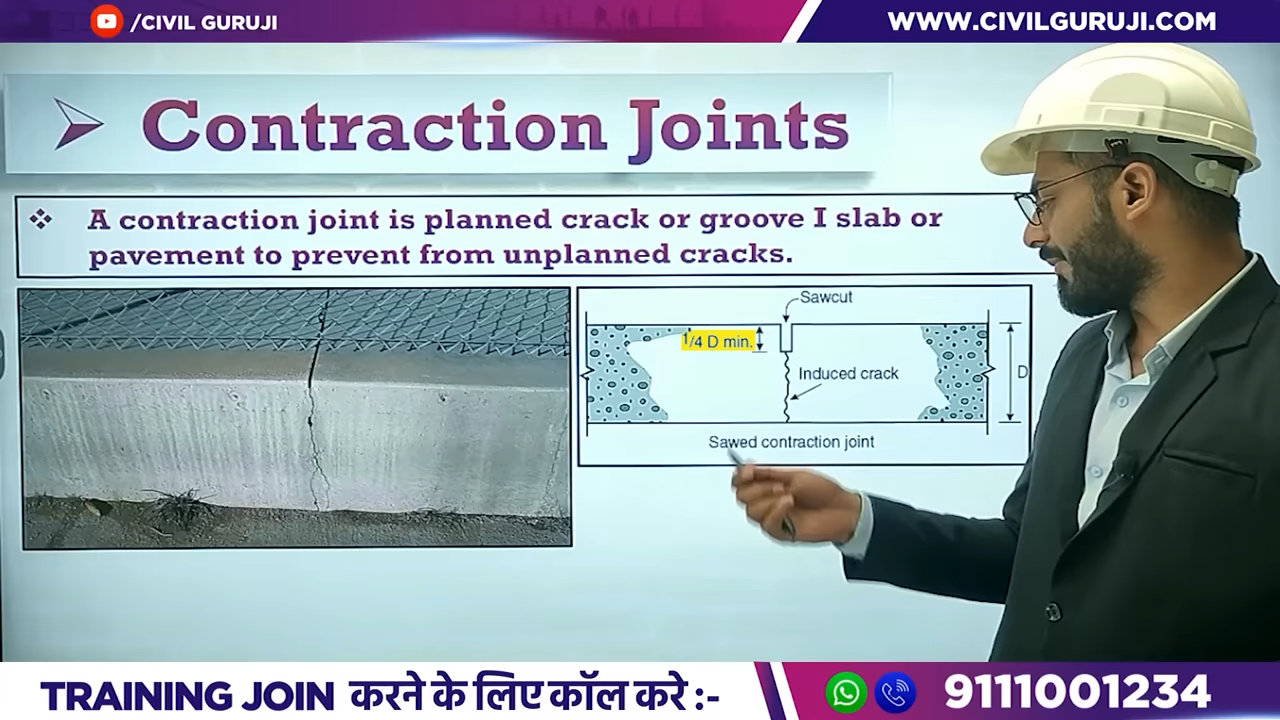 /CIVIL GURUJI
WWW.CIVILGURUJI.COM
Contraction Joints
A contraction joint is planned crack or groove I slab or
pavement to prevent from unplanned cracks.
Sawcut
1/4 D min.
Induced crack
D
Sawed contraction joint
TRAINING JOIN करने के लिए कॉल करे :-
9111001234